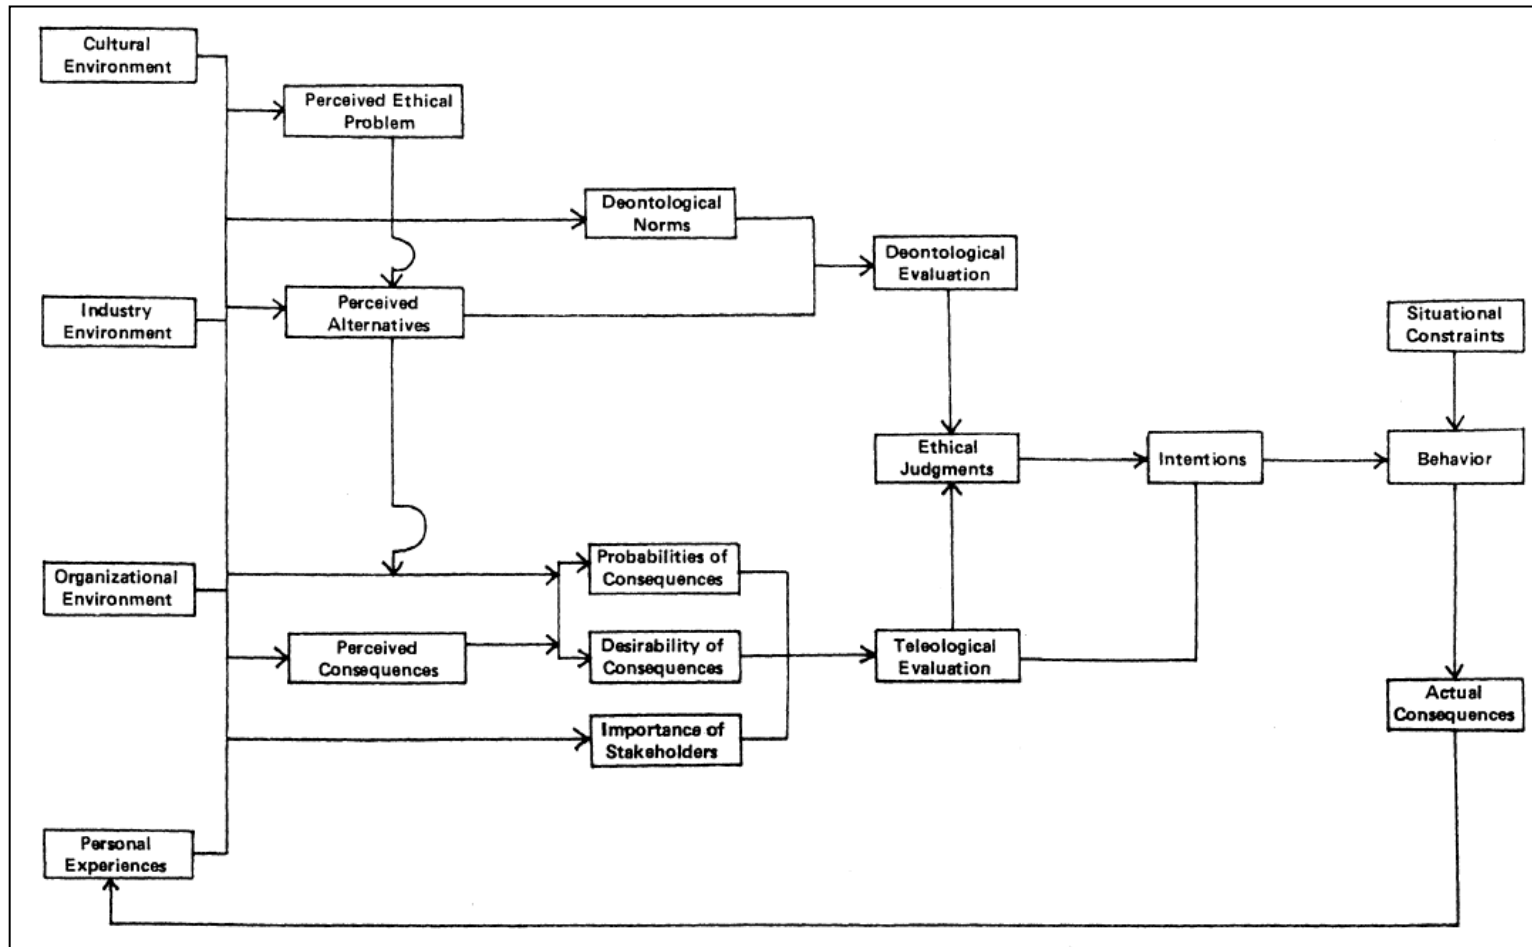 Cultural
Environment
Perceived Ethical
Problem
Deontological
Norms
Deontological
Evaluation
Industry
Environment
Perceived
Alternatives
Situational
Constraints
Ethical
Judgments
Intentions
Behavior
Organizational
Environment
Probabilities of
Consequences
Perceived
Consequences
Desirability of
Consequences
Teleological
Evaluation
Actual
Consequences
Importance of
Stakeholders
Personal
Experiences